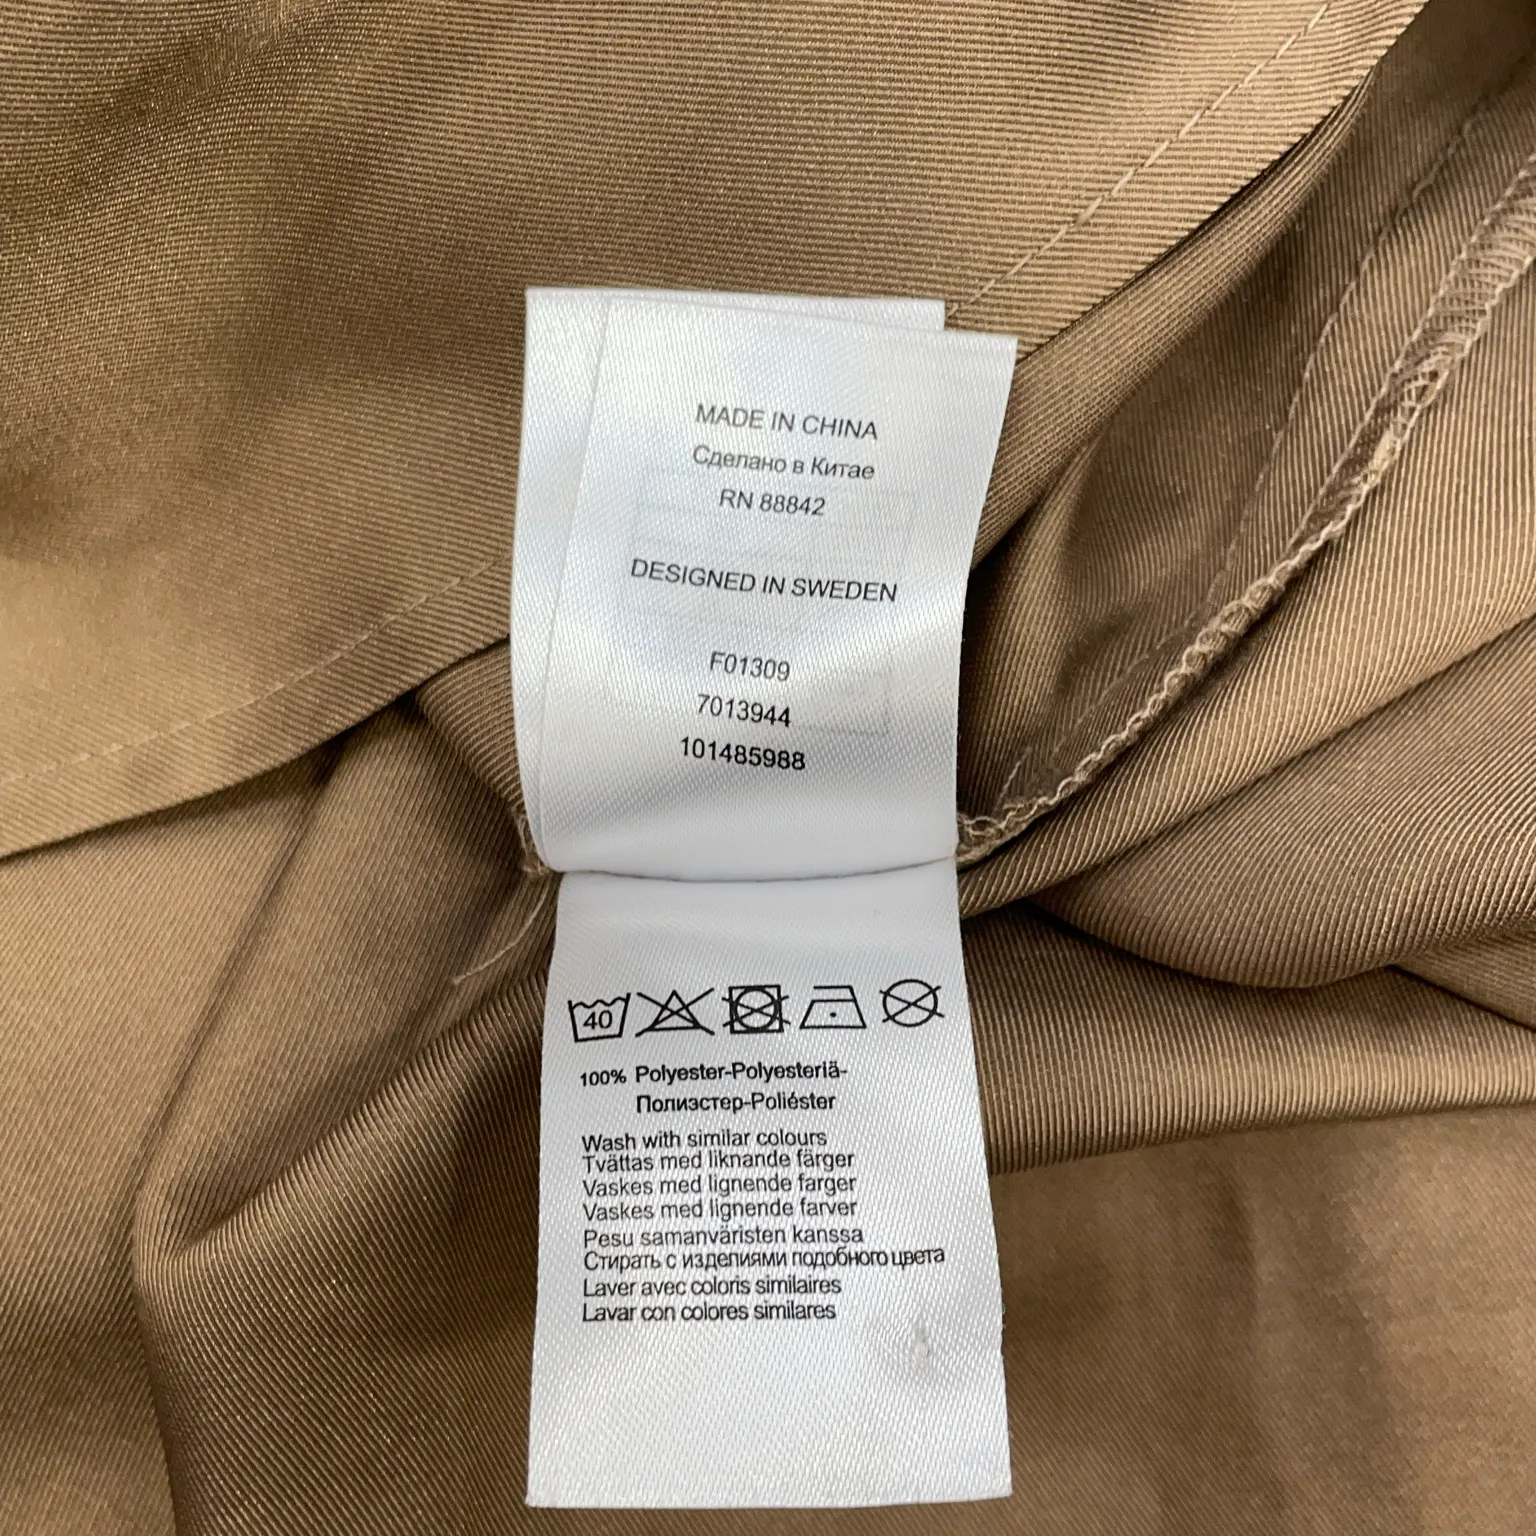 MADE IN CHINA
Сделано в Китае
RN 88842
DESIGNED IN SWEDEN
F01309
7013944
101485988
40
100% Polyester-Polyesteriä-
Полиэстер-Poliéster
Wash with similar colours
Tvättas med liknande färger
Vaskes med lignende farger
Vaskes med lignende farver
Pesu samanväristen kanssa
Стирать с изделиями подобного цвета
Laver avec coloris similaires
Lavar con colores similares